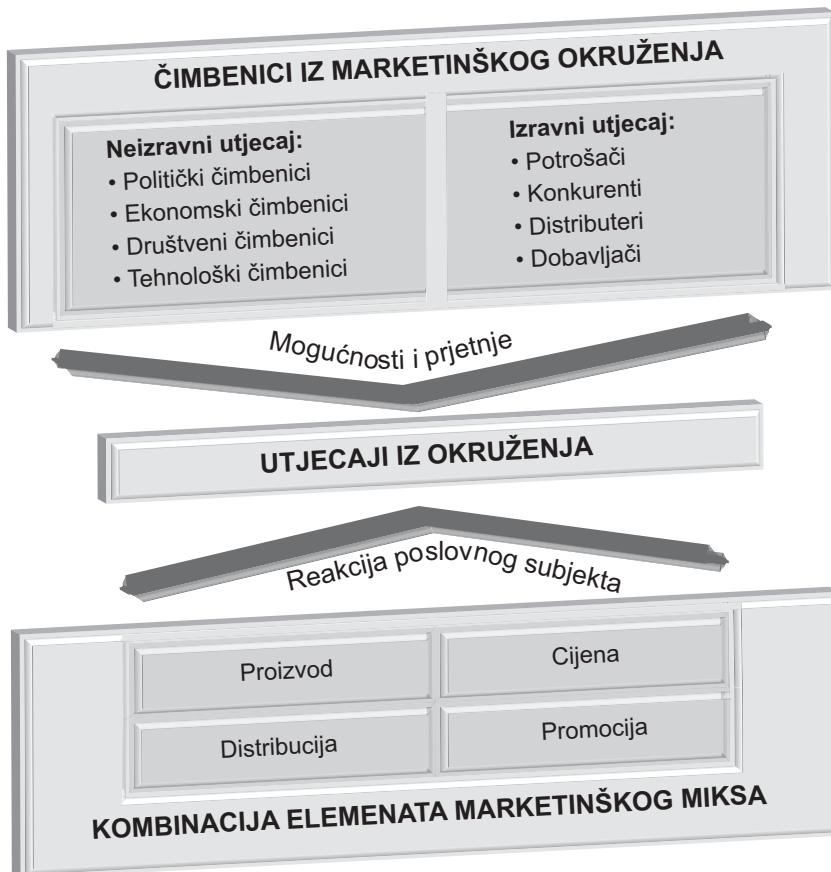 ČIMBENICI IZ MARKETINŠKOG OKRUŽENJA
Neizravni utjecaj:
• Politički čimbenici
• Ekonomski čimbenici
• Društveni čimbenici
• Tehnološki čimbenici
Izravni utjecaj:
• Potrošači
• Konkurenti
• Distributeri
• Dobavljači
Mogućnosti i prjetnje
UTJECAJI IZ OKRUŽENJA
Reakcija poslovnog subjekta
Proizvod
Cijena
Distribucija
Promocija
KOMBINACIJA ELEMENATA MARKETINŠKOG MIKSA